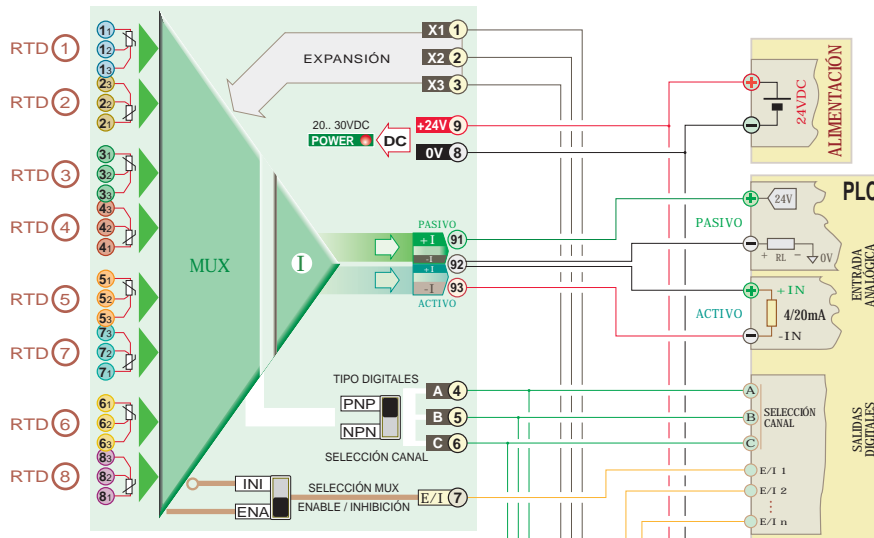 RTD 1
1₁
1₂
1₃
RTD 2
2₃
2₂
2₁
RTD 3
3₁
3₂
3₃
RTD 4
4₃
4₂
4₁
RTD 5
5₁
5₂
5₃
RTD 7
7₃
7₂
7₁
RTD 6
6₁
6₂
6₃
RTD 8
8₃
8₂
8₁
MUX
I
EXPANSIÓN
X1 1
X2 2
X3 3
20.. 30VDC
POWER
DC
+24V 9
0V 8
PASIVO
+I 91
-I
92
+I
-I 93
ACTIVO
TIPO DIGITALES
PNP
NPN
SELECCIÓN CANAL
A 4
B 5
C 6
INI
ENA
SELECCIÓN MUX
ENABLE / INHIBICIÓN
E/I 7
24VDC
ALIMENTACIÓN
PLC
PASIVO
24V
+ RL - 0V
ACTIVO
+IN
4/20mA
-IN
ENTRADA
ANALÓGICA
A
B
C
SELECCIÓN
CANAL
E/I 1
E/I 2
E/I n
SALIDAS
DIGITALES